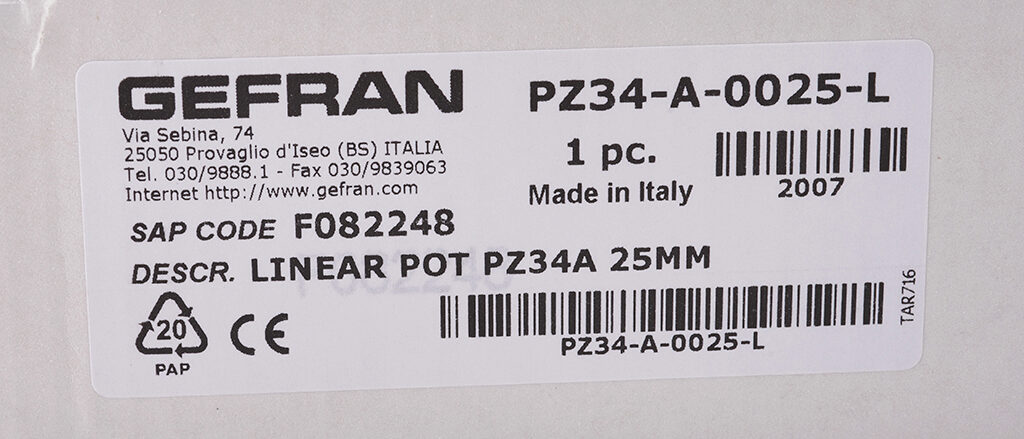 GEFRAN
Via Sebina, 74
25050 Provaglio d'Iseo (BS) ITALIA
Tel. 030/9888.1 - Fax 030/9839063
Internet http://www.gefran.com
PZ34-A-0025-L
1 pc.
Made in Italy
2007
SAP CODE F082248
DESCR. LINEAR POT PZ34A 25MM
20
PAP
CE
PZ34-A-0025-L
TAR716